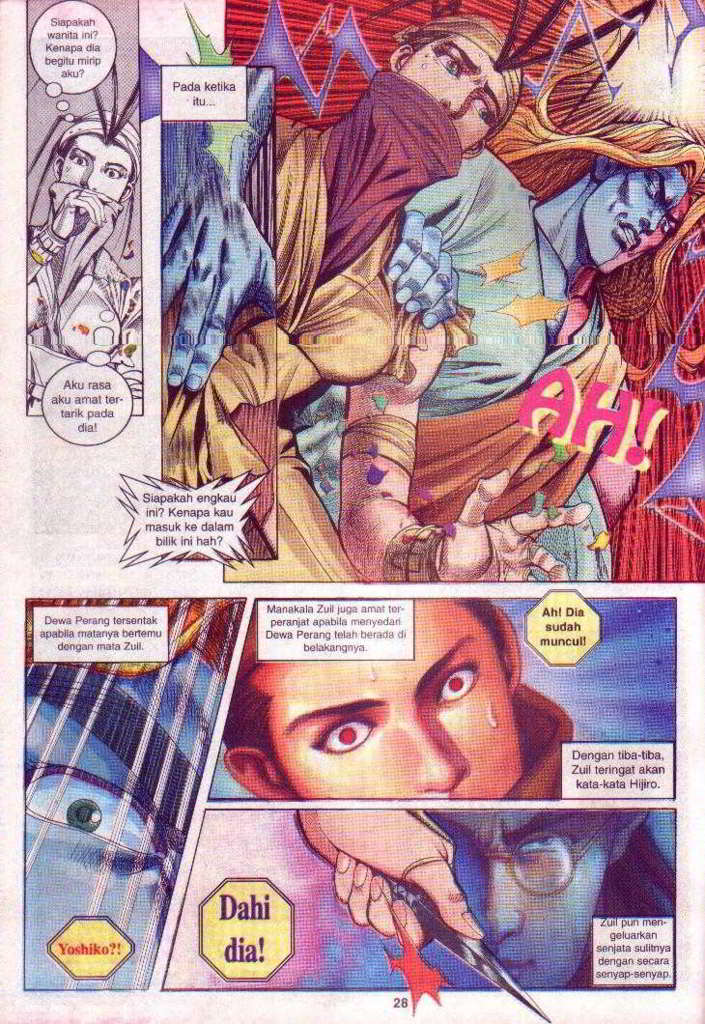 Siapakah
wanita ini?
Kenapa dia
begitu mirip
aku?
Aku rasa
aku amat ter-
tarik pada
dia!
Pada ketika
itu...
AH!
Siapakah engkau
ini? Kenapa kau
masuk ke dalam
bilik ini hah?
Dewa Perang tersentak
apabila matanya bertemu
dengan mata Zuil.
Yoshiko?!
Manakala Zuil juga amat ter-
peranjat apabila menyedari
Dewa Perang telah berada di
belakangnya.
Ah! Dia
sudah
muncul!
Dengan tiba-tiba,
Zuil teringat akan
kata-kata Hijiro.
Dahi
dia!
Zuil pun men-
geluarkan
senjata sulitnya
dengan secara
senyap-senyap.
28